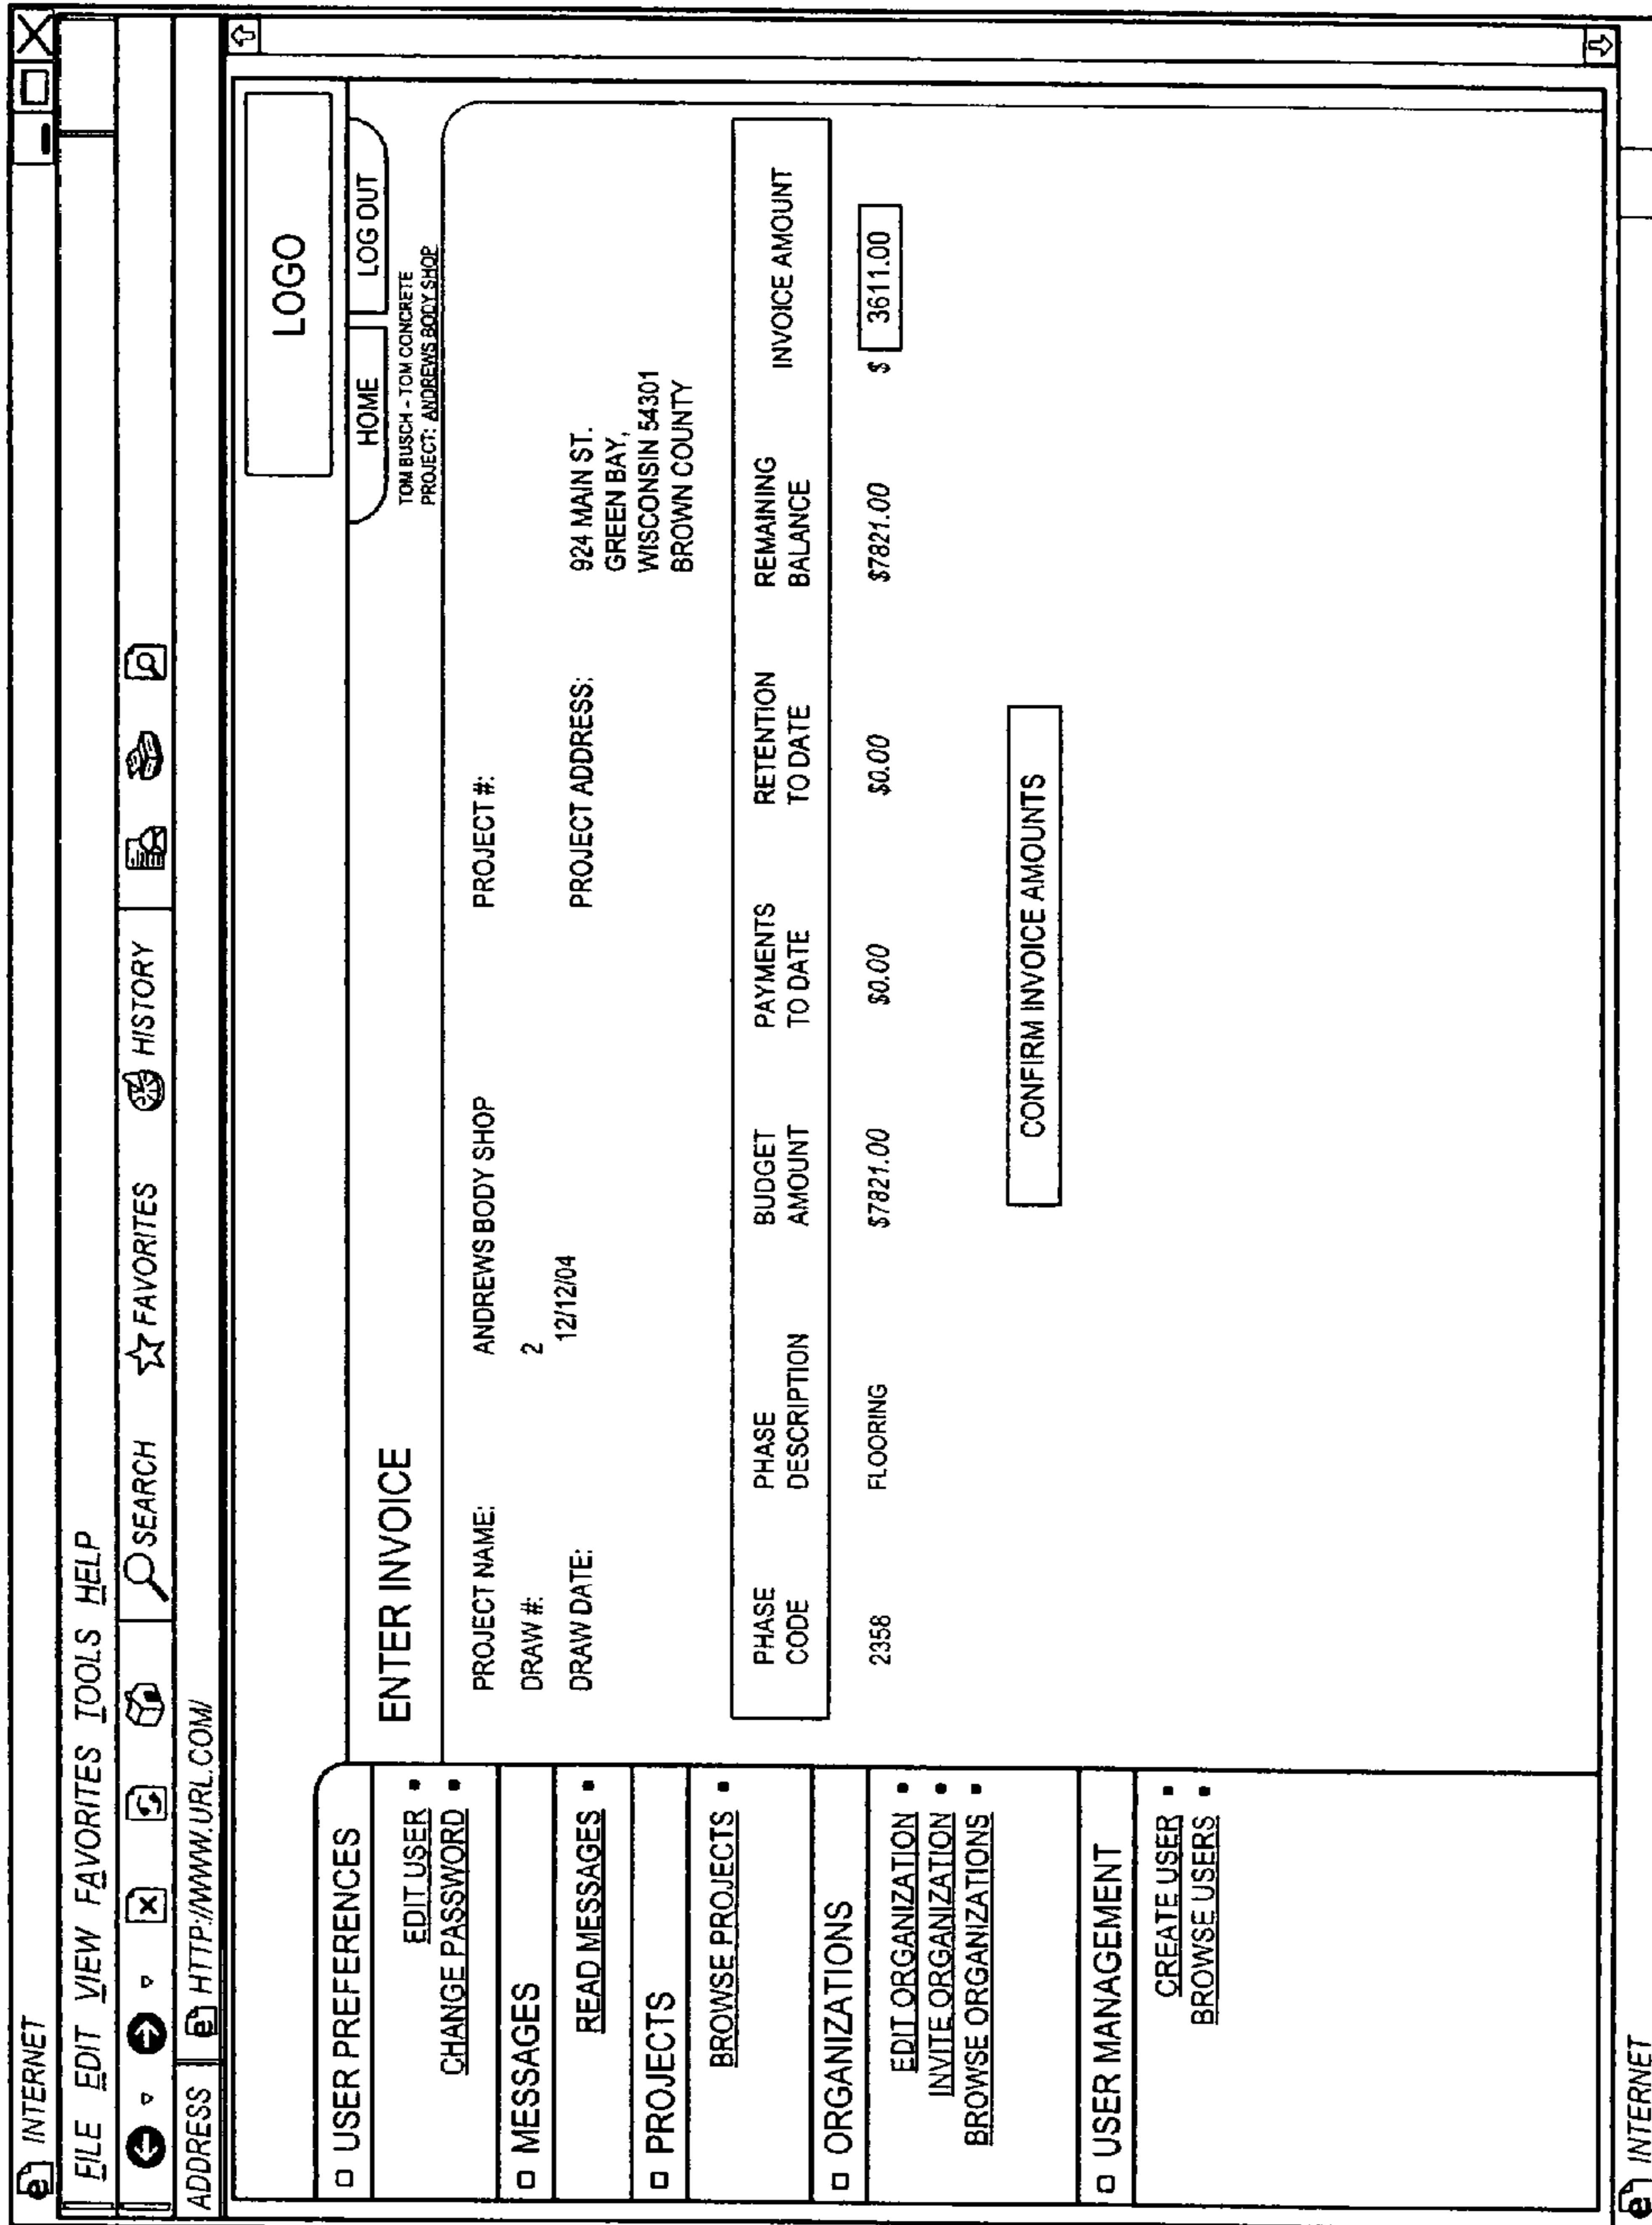 INTERNET
FILE EDIT VIEW FAVORITES TOOLS HELP
SEARCH FAVORITES HISTORY
ADDRESS HTTP://WWW.URL.COM/
LOGO
HOME LOG OUT
TOM BUSCH - TOM CONCRETE
PROJECT: ANDREWS BODY SHOP
USER PREFERENCES
EDIT USER
CHANGE PASSWORD
MESSAGES
READ MESSAGES
PROJECTS
BROWSE PROJECTS
ORGANIZATIONS
EDIT ORGANIZATION
INVITE ORGANIZATION
BROWSE ORGANIZATIONS
USER MANAGEMENT
CREATE USER
BROWSE USERS
ENTER INVOICE
PROJECT NAME: ANDREWS BODY SHOP PROJECT #:
DRAW #: 2
DRAW DATE: 12/12/04 PROJECT ADDRESS: 924 MAIN ST.
GREEN BAY,
WISCONSIN 54301
BROWN COUNTY
PHASE PHASE BUDGET PAYMENTS RETENTION REMAINING INVOICE AMOUNT
CODE DESCRIPTION AMOUNT TO DATE TO DATE BALANCE
2358 FLOORING $7821.00 $0.00 $0.00 $7821.00 $ 3611.00
CONFIRM INVOICE AMOUNTS
INTERNET